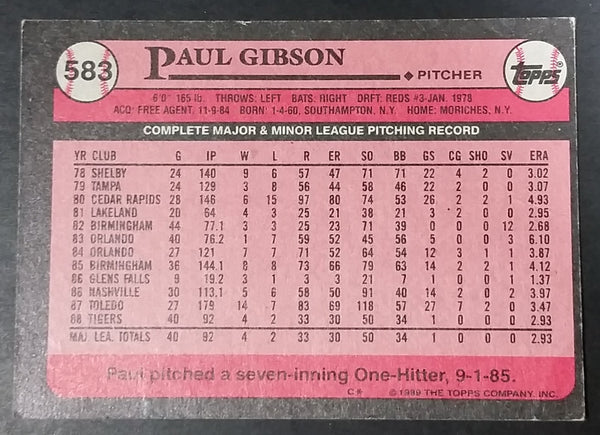 583 PAUL GIBSON
PITCHER topps®
6'0" 165 lb. THROWS: LEFT BATS: RIGHT DRFT: REDS #3-JAN. 1978
ACQ: FREE AGENT, 11-9-84 BORN: 1-4-60, SOUTHAMPTON, N.Y. HOME: MORICHES, N.Y.
COMPLETE MAJOR & MINOR LEAGUE PITCHING RECORD
YR CLUB G IP W L R ER SO BB GS CG SHO SV ERA
78 SHELBY 24 140 9 6 57 47 71 71 22 4 2 0 3.02
79 TAMPA 24 129 3 8 56 44 58 46 22 2 0 0 3.07
80 CEDAR RAPIDS 28 146 6 15 97 80 74 53 26 2 2 1 4.93
81 LAKELAND 20 64 4 3 25 21 38 21 3 2 0 0 2.95
82 BIRMINGHAM 44 77.1 3 3 25 23 71 39 0 0 0 12 2.68
83 ORLANDO 40 76.2 1 7 59 52 45 56 5 0 0 3 6.10
84 ORLANDO 27 121 7 7 71 52 64 54 12 3 1 1 3.87
85 BIRMINGHAM 36 144.1 8 8 73 66 79 63 14 2 2 1 4.12
86 GLENS FALLS 9 19 3 1 7 3 21 7 1 0 0 1 1.37
86 NASHVILLE 30 113.1 5 6 58 50 91 40 14 2 0 2 3.97
87 TOLEDO 27 179 14 7 83 69 118 57 27 7 2 0 3.47
88 TIGERS 40 92 4 2 33 30 50 34 1 0 0 0 2.93
MAJ. LEA. TOTALS 40 92 4 2 33 30 50 34 1 0 0 0 2.93
Paul pitched a seven-inning One-Hitter, 9-1-85.
C* © 1989 THE TOPPS COMPANY, INC.